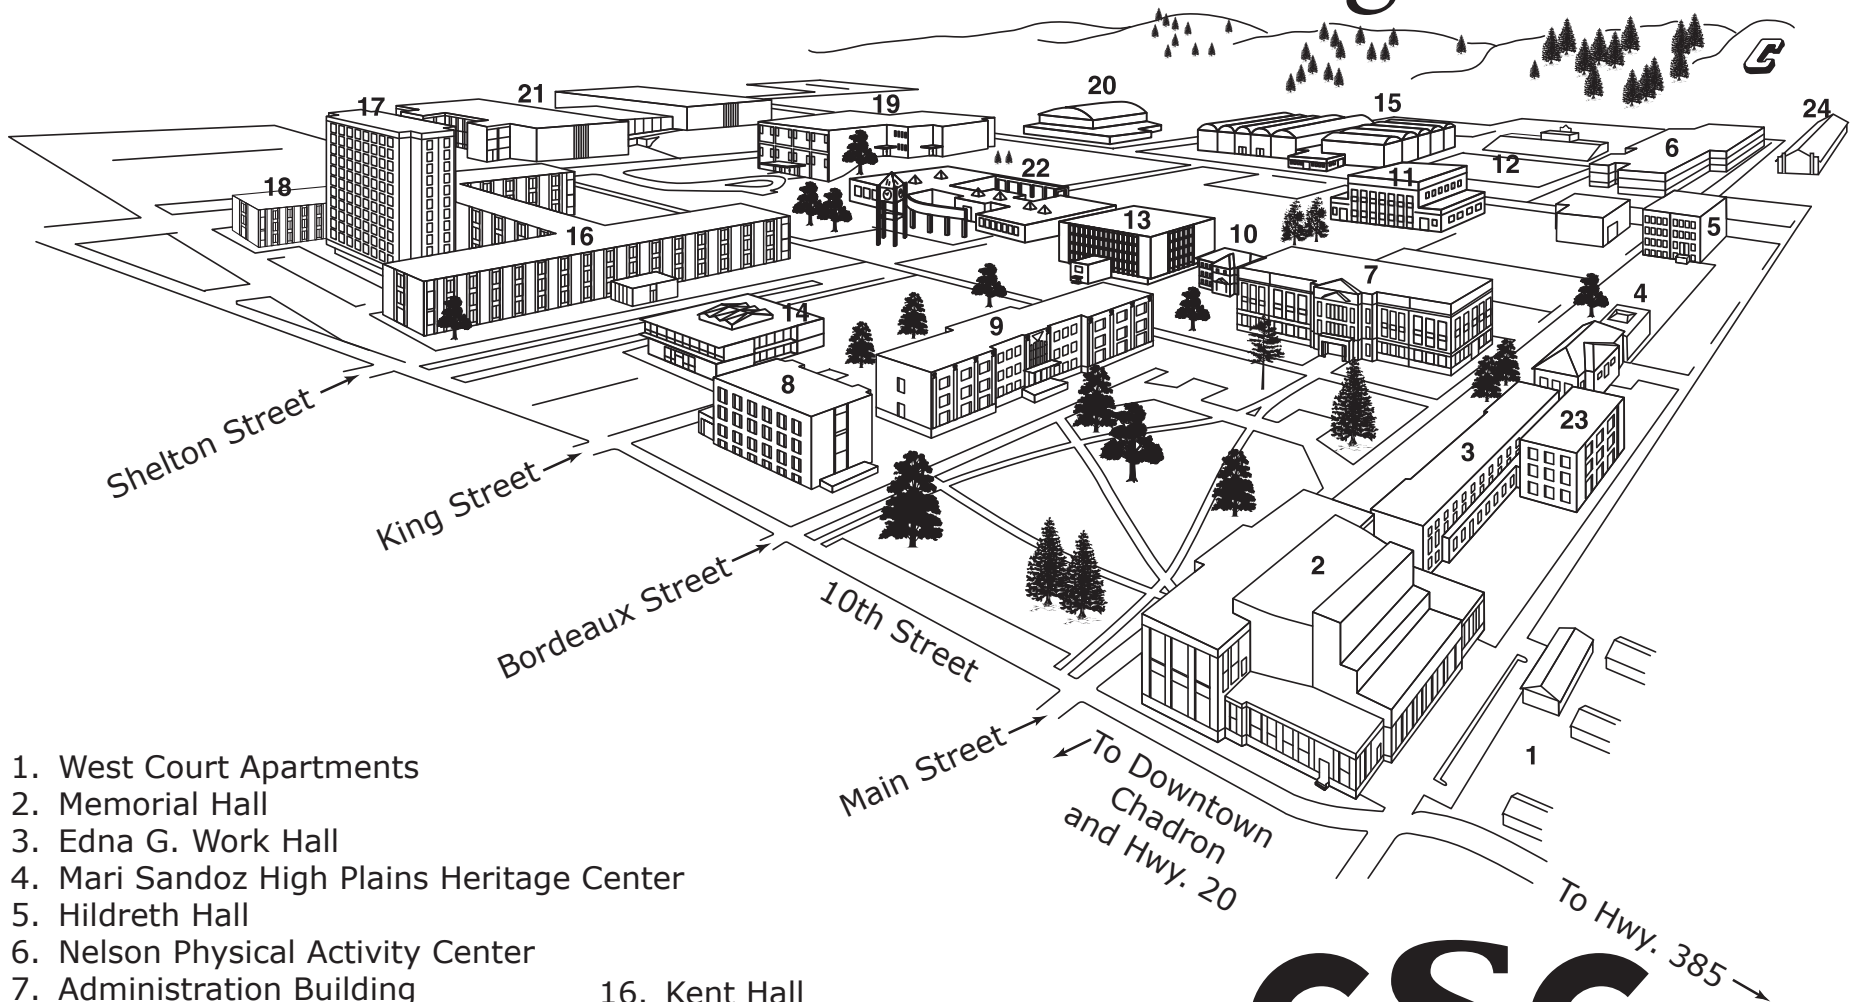 g
C
24
20
15
21
19
17
6
12
22
11
18
13
5
10
16
7
4
14
9
8
23
3
2
1
Shelton Street
King Street
Bordeaux Street
10th Street
Main Street
To Downtown
Chadron
and Hwy. 20
To Hwy. 385
1. West Court Apartments
2. Memorial Hall
3. Edna G. Work Hall
4. Mari Sandoz High Plains Heritage Center
5. Hildreth Hall
6. Nelson Physical Activity Center
7. Administration Building
16. Kent Hall
CSC